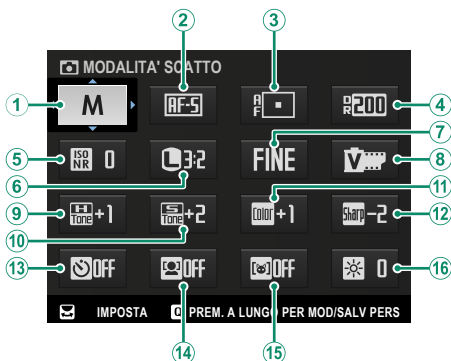 2 3
MODALITA' SCATTO
1 M AF-S AF DR200 4
7
5 ISO NR 0 L 3:2 FINE V 8
6 11
9 H Tone +1 S Tone +2 Color +1 Sharp -2 12
10
13 OFF OFF OFF 0 16
IMPOSTA Q PREM. A LUNGO PER MOD/SALV PERS
14 15